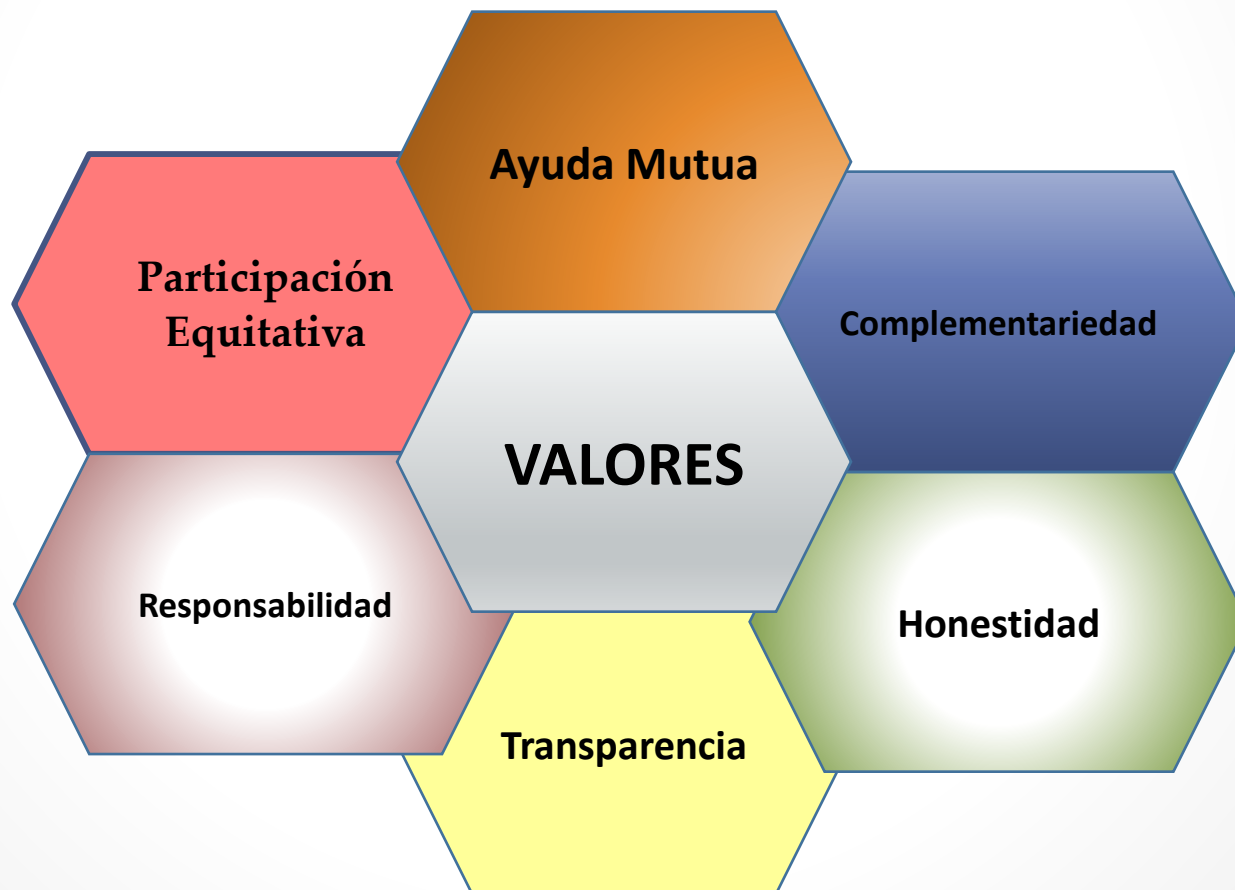 Ayuda Mutua
Participación
Equitativa
Complementariedad
VALORES
Responsabilidad
Honestidad
Transparencia